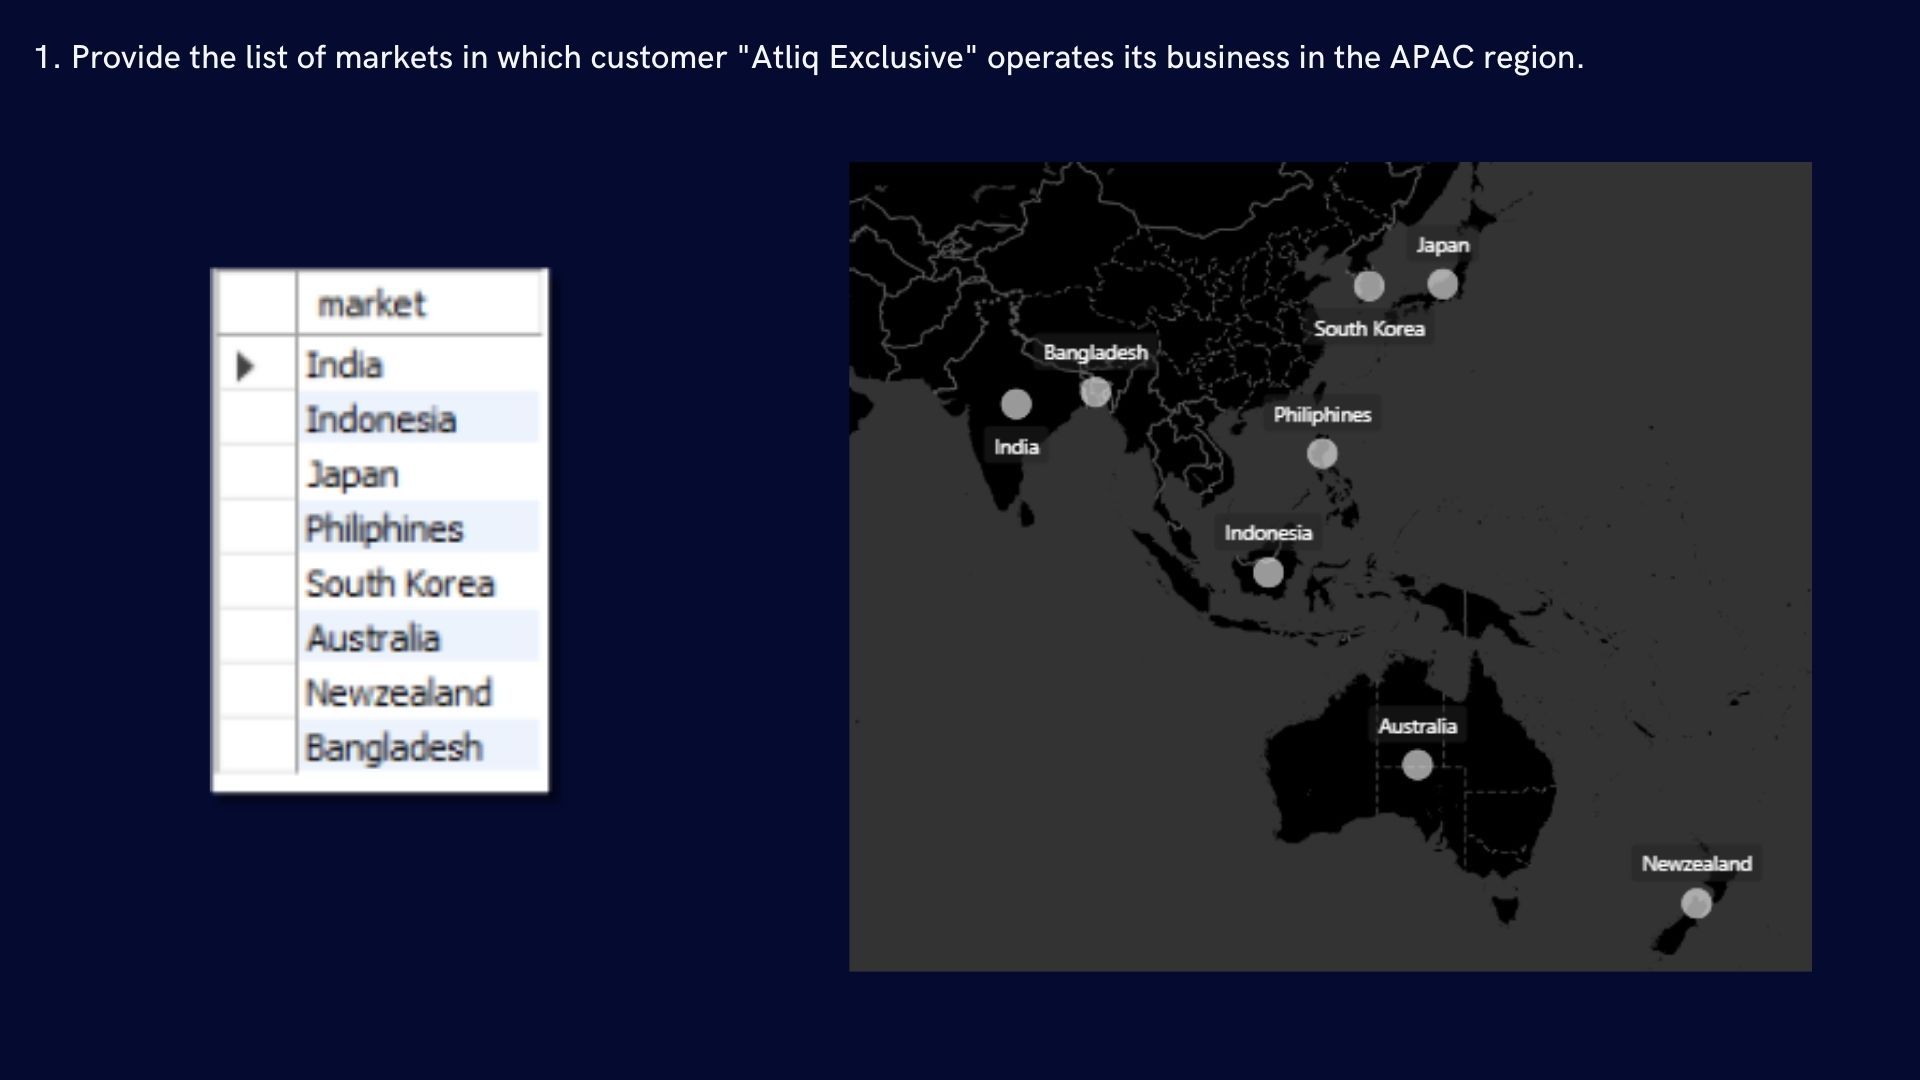 1. Provide the list of markets in which customer "Atliq Exclusive" operates its business in the APAC region.
market
India
Indonesia
Japan
Philiphines
South Korea
Australia
Newzealand
Bangladesh
Japan
South Korea
Bangladesh
Philiphines
India
Indonesia
Australia
Newzealand